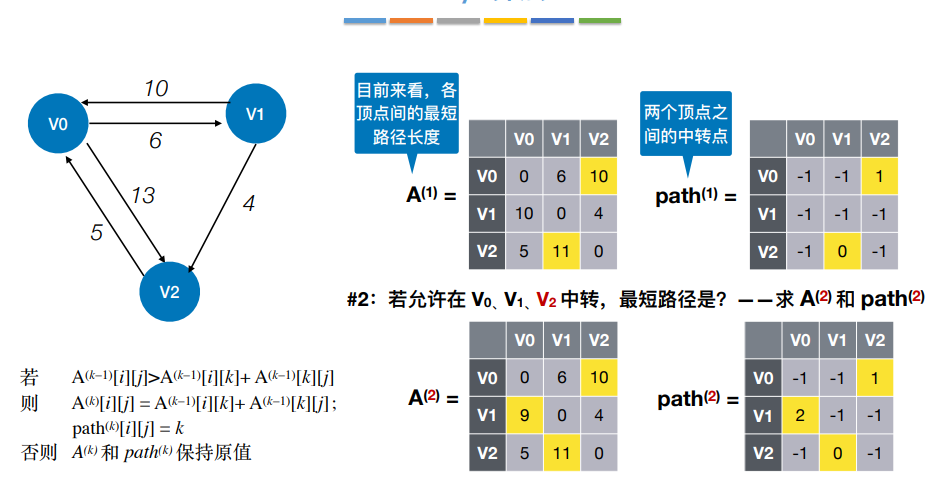 10
V0
V1
6
13
4
5
V2
目前来看，各
顶点间的最短
路径长度
A(1) =
V0 V1 V2
V0 0 6 10
V1 10 0 4
V2 5 11 0
两个顶点之
间的中转点
path(1) =
V0 V1 V2
V0 -1 -1 1
V1 -1 -1 -1
V2 -1 0 -1
#2：若允许在 V0、V1、V2 中转，最短路径是？——求 A(2) 和 path(2)
若 A(k−1)[i][j]>A(k−1)[i][k]+ A(k−1)[k][j]
则 A(k)[i][j] = A(k−1)[i][k]+ A(k−1)[k][j] ;
path(k)[i][j] = k
否则 A(k) 和 path(k) 保持原值
A(2) =
V0 V1 V2
V0 0 6 10
V1 9 0 4
V2 5 11 0
path(2) =
V0 V1 V2
V0 -1 -1 1
V1 2 -1 -1
V2 -1 0 -1